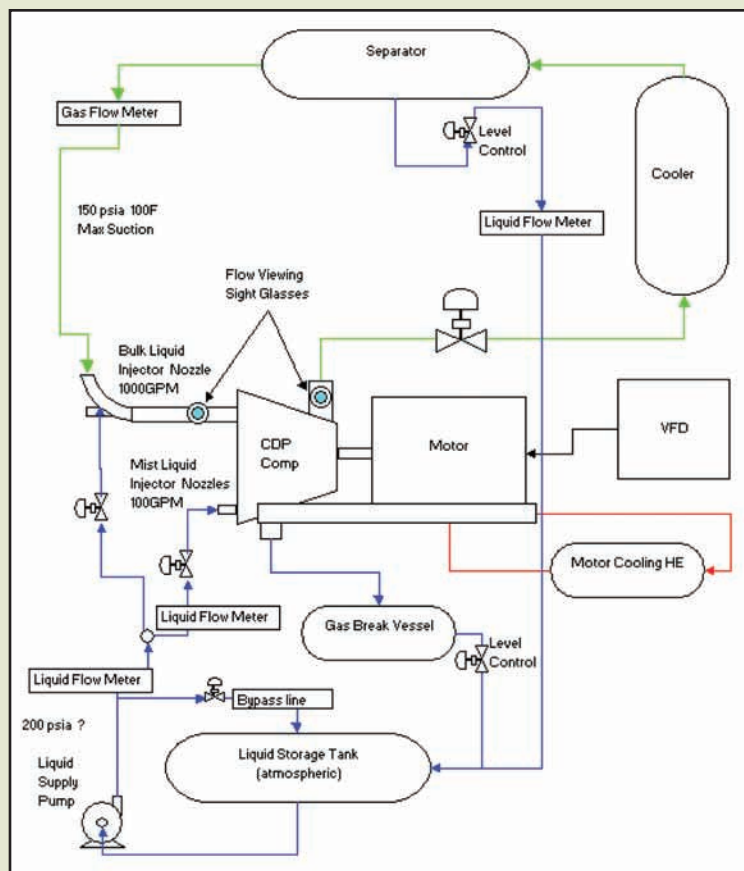 Separator
Gas Flow Meter
Level
Control
Cooler
150 psia 100F
Max Suction
Liquid Flow Meter
Flow Viewing
Sight Glasses
Bulk Liquid
Injector Nozzle
1000GPM
CDP
Comp
Motor
VFD
Mist Liquid
Injector Nozzles
100GPM
Motor Cooling HE
Liquid Flow Meter
Gas Break Vessel
Level
Control
Liquid Flow Meter
Bypass line
200 psia ?
Liquid Storage Tank
(atmospheric)
Liquid
Supply
Pump